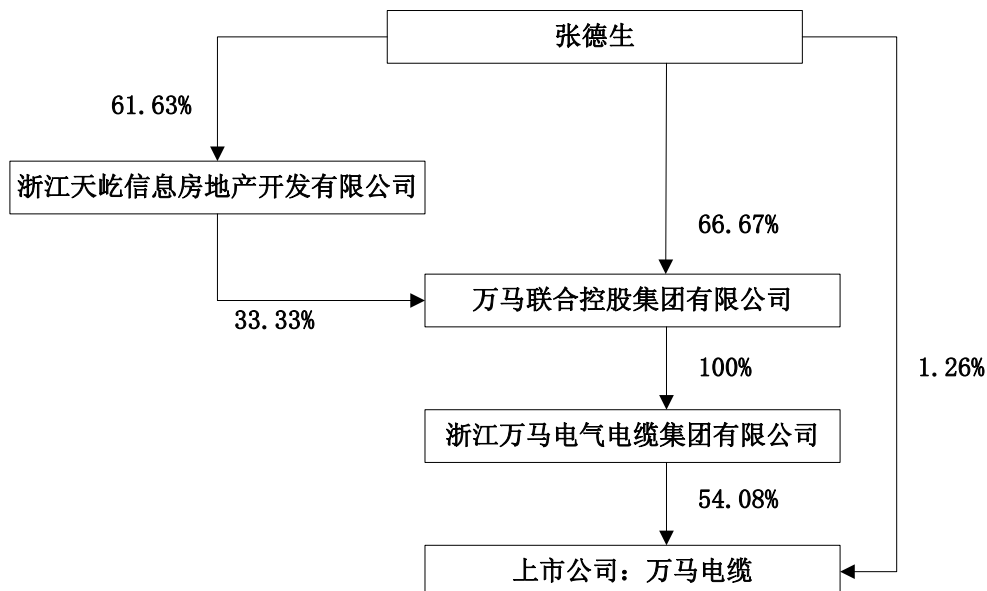 张德生
61.63%
浙江天屹信息房地产开发有限公司
66.67%
万马联合控股集团有限公司
33.33%
100%
1.26%
浙江万马电气电缆集团有限公司
54.08%
上市公司：万马电缆